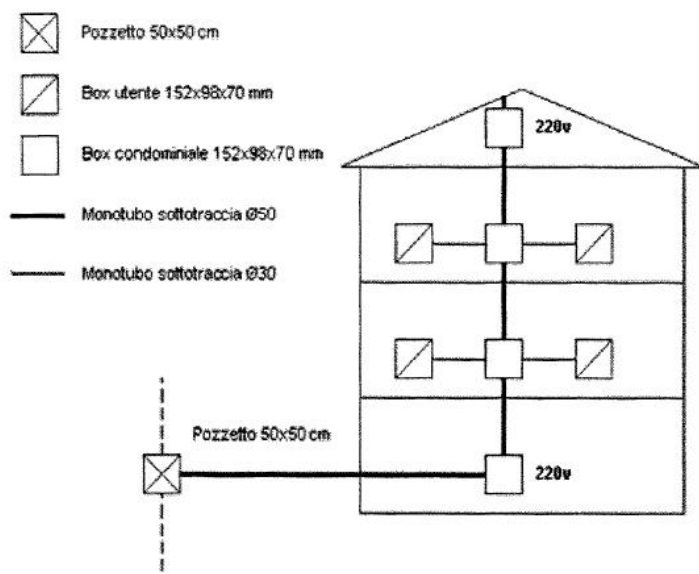 Pozzetto 50x50 cm
Box utente 152x98x70 mm
Box condominiale 152x98x70 mm
Monotubo sottotraccia Ø50
Monotubo sottotraccia Ø30
220v
Pozzetto 50x50 cm
220v